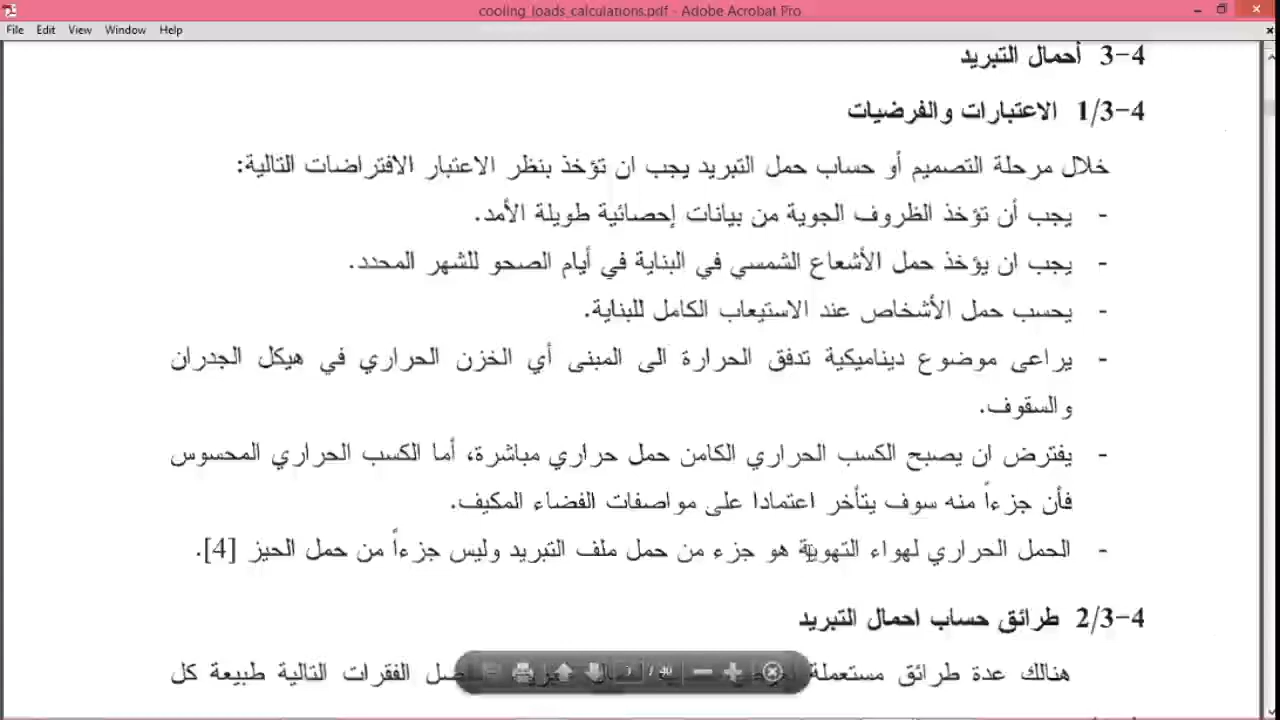 cooling_loads_calculations.pdf - Adobe Acrobat Pro
File Edit View Window Help
3-4 أحمال التبريد
1/3-4 الاعتبارات والفرضيات
خلال مرحلة التصميم أو حساب حمل التبريد يجب ان تؤخذ بنظر الاعتبار الافتراضات التالية:
- يجب أن تؤخذ الظروف الجوية من بيانات إحصائية طويلة الأمد.
- يجب ان يؤخذ حمل الأشعاع الشمسي في البناية في أيام الصحو للشهر المحدد.
- يحسب حمل الأشخاص عند الاستيعاب الكامل للبناية.
- يراعى موضوع ديناميكية تدفق الحرارة الى المبنى أي الخزن الحراري في هيكل الجدران
والسقوف.
- يفترض ان يصبح الكسب الحراري الكامن حمل حراري مباشرة، أما الكسب الحراري المحسوس
فأن جزءاً منه سوف يتأخر اعتمادا على مواصفات الفضاء المكيف.
- الحمل الحراري لهواء التهوية هو جزء من حمل ملف التبريد وليس جزءاً من حمل الحيز [4].
2/3-4 طرائق حساب احمال التبريد
هنالك عدة طرائق مستعملة الفقرات التالية طبيعة كل